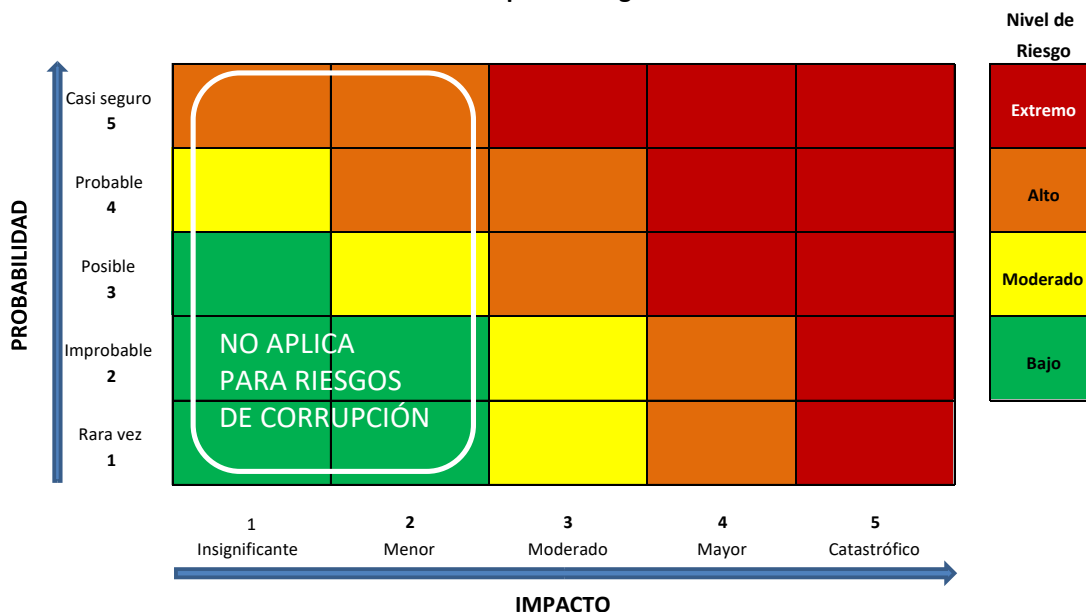 Nivel de
Riesgo
Extremo
Alto
Moderado
Bajo
PROBABILIDAD
Casi seguro
5
Probable
4
Posible
3
Improbable
2
Rara vez
1
NO APLICA
PARA RIESGOS
DE CORRUPCIÓN
1
Insignificante
2
Menor
3
Moderado
4
Mayor
5
Catastrófico
IMPACTO